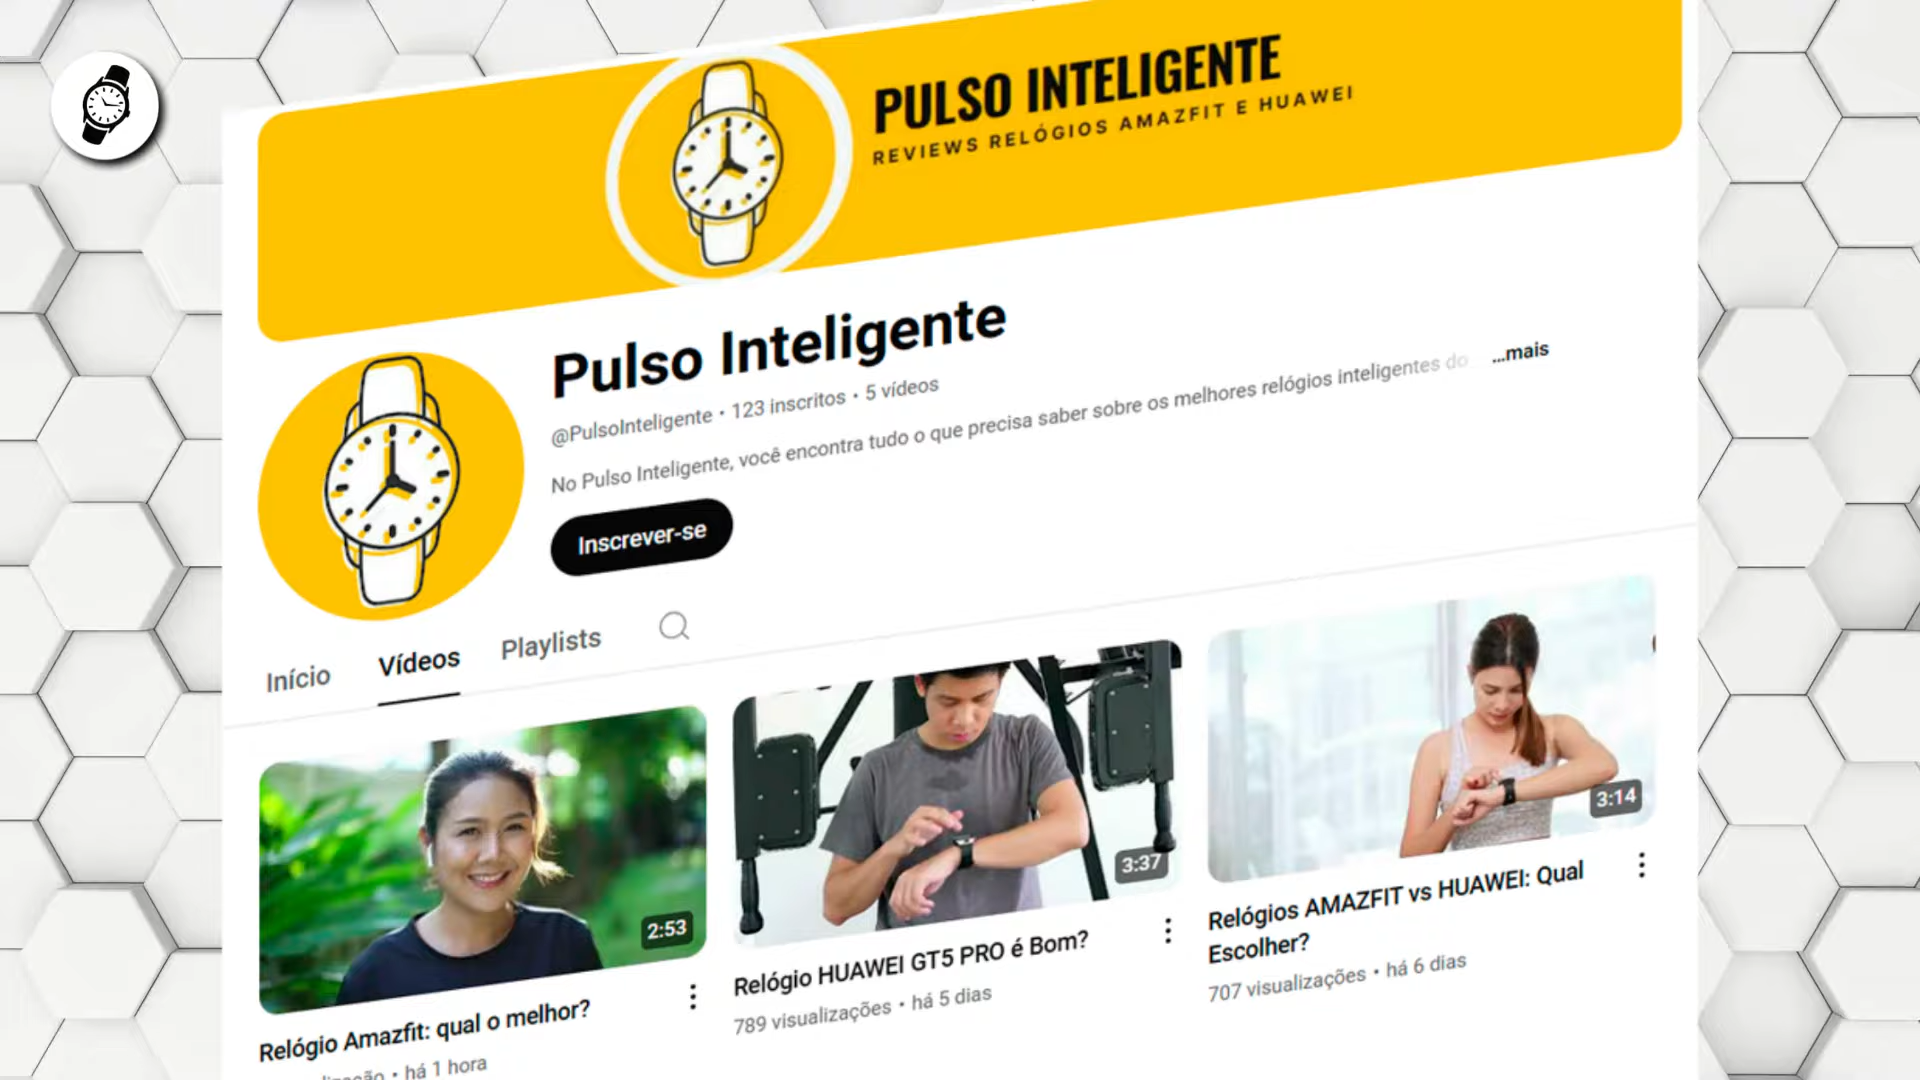 PULSO INTELIGENTE
REVIEWS RELÓGIOS AMAZFIT E HUAWEI
Pulso Inteligente
@PulsoInteligente • 123 inscritos • 5 vídeos
No Pulso Inteligente, você encontra tudo o que precisa saber sobre os melhores relógios inteligentes do ...mais
Inscrever-se
Início
Vídeos
Playlists
2:53
Relógio Amazfit: qual o melhor?
• há 1 hora
3:37
Relógio HUAWEI GT5 PRO é Bom?
789 visualizações • há 5 dias
3:14
Relógios AMAZFIT vs HUAWEI: Qual
Escolher?
707 visualizações • há 6 dias